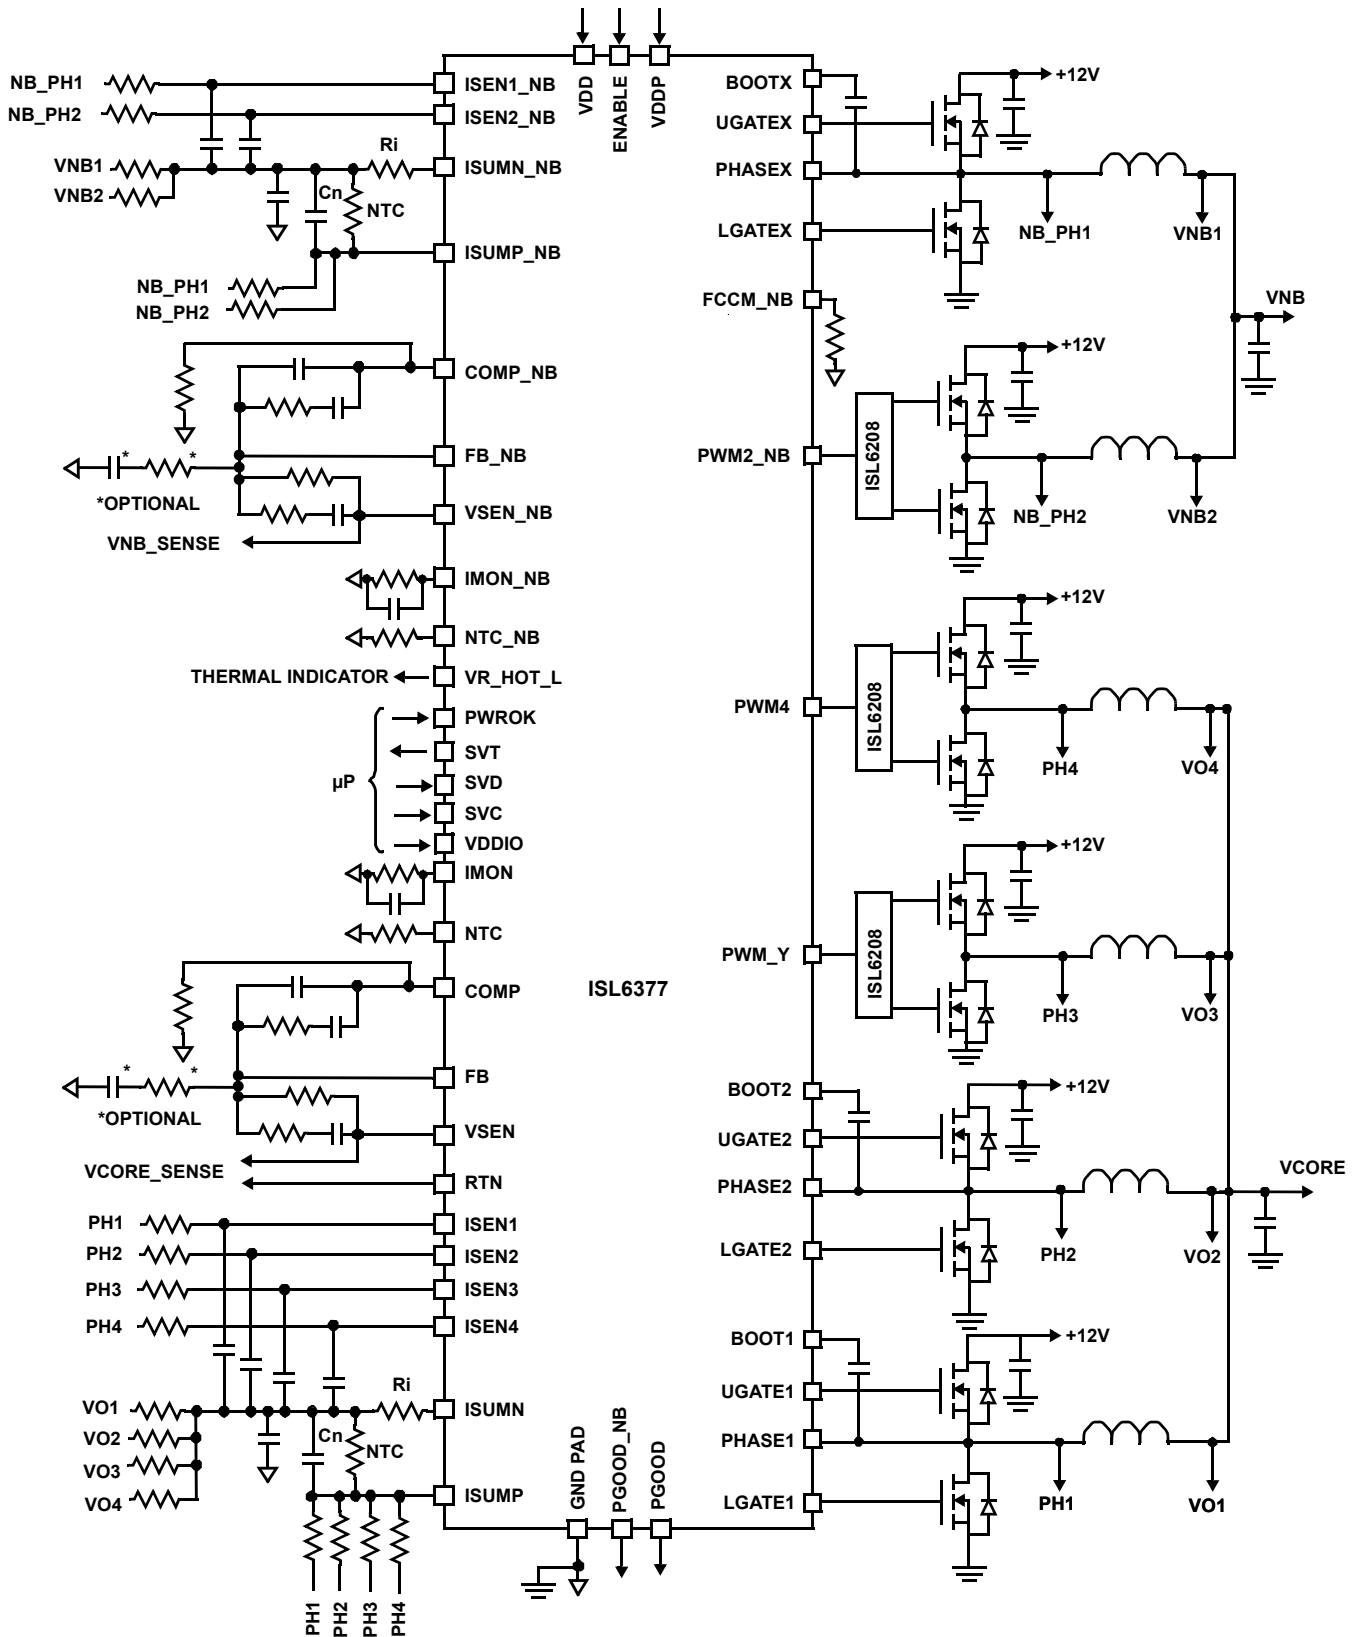 VDD
ENABLE
VDDP
NB_PH1
NB_PH2
VNB1
VNB2
Ri
Cn
NTC
NB_PH1
NB_PH2
ISEN1_NB
ISEN2_NB
ISUMN_NB
ISUMP_NB
COMP_NB
FB_NB
* *
*OPTIONAL
VSEN_NB
VNB_SENSE
IMON_NB
NTC_NB
THERMAL INDICATOR
VR_HOT_L
µP
PWROK
SVT
SVD
SVC
VDDIO
IMON
NTC
COMP
ISL6377
FB
* *
*OPTIONAL
VSEN
VCORE_SENSE
RTN
PH1
ISEN1
PH2
ISEN2
PH3
ISEN3
PH4
ISEN4
Ri
ISUMN
VO1
VO2
VO3
VO4
Cn
NTC
ISUMP
PH1
PH2
PH3
PH4
GND PAD
PGOOD_NB
PGOOD
BOOTX
UGATEX
PHASEX
LGATEX
FCCM_NB
+12V
NB_PH1
VNB1
VNB
+12V
PWM2_NB
ISL6208
NB_PH2
VNB2
+12V
PWM4
ISL6208
PH4
VO4
+12V
PWM_Y
ISL6208
PH3
VO3
BOOT2
+12V
UGATE2
PHASE2
VCORE
LGATE2
PH2
VO2
BOOT1
+12V
UGATE1
PHASE1
LGATE1
PH1
VO1